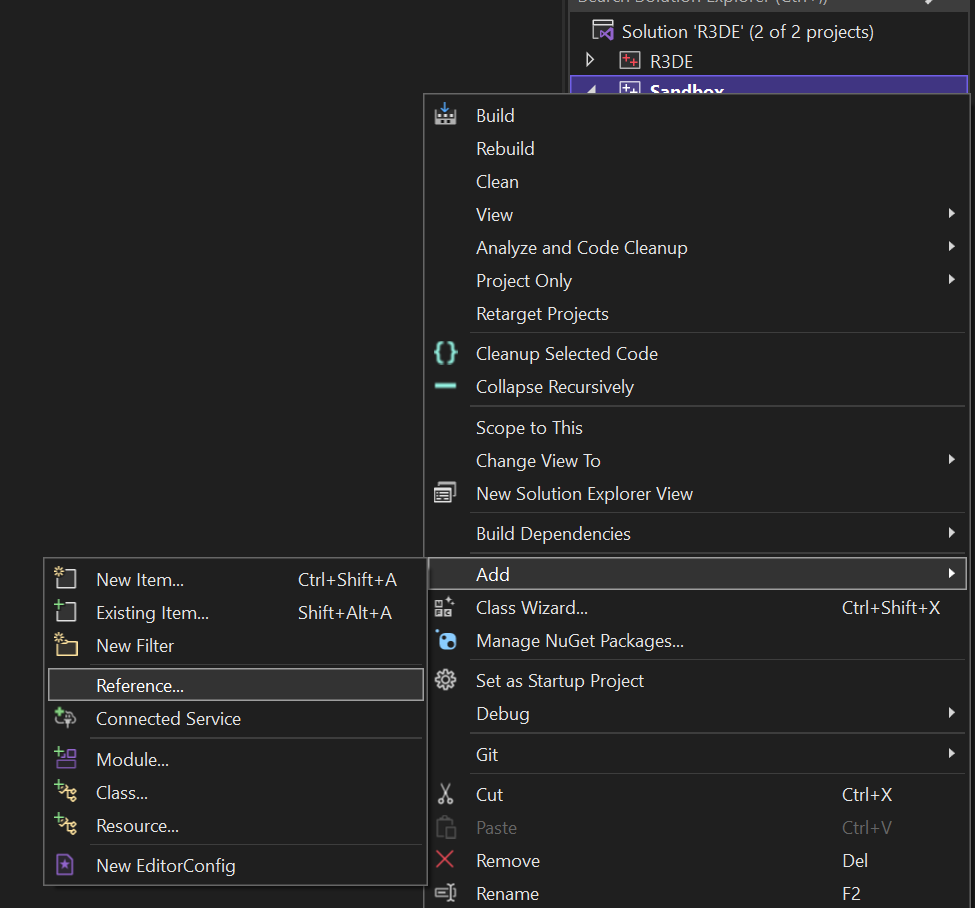 Search Solution Explorer (Ctrl+;)
Solution 'R3DE' (2 of 2 projects)
R3DE
Sandbox
Build
Rebuild
Clean
View
Analyze and Code Cleanup
Project Only
Retarget Projects
Cleanup Selected Code
Collapse Recursively
Scope to This
Change View To
New Solution Explorer View
Build Dependencies
Add
Class Wizard... Ctrl+Shift+X
Manage NuGet Packages...
Set as Startup Project
Debug
Git
Cut Ctrl+X
Paste Ctrl+V
Remove Del
Rename F2
New Item... Ctrl+Shift+A
Existing Item... Shift+Alt+A
New Filter
Reference...
Connected Service
Module...
Class...
Resource...
New EditorConfig